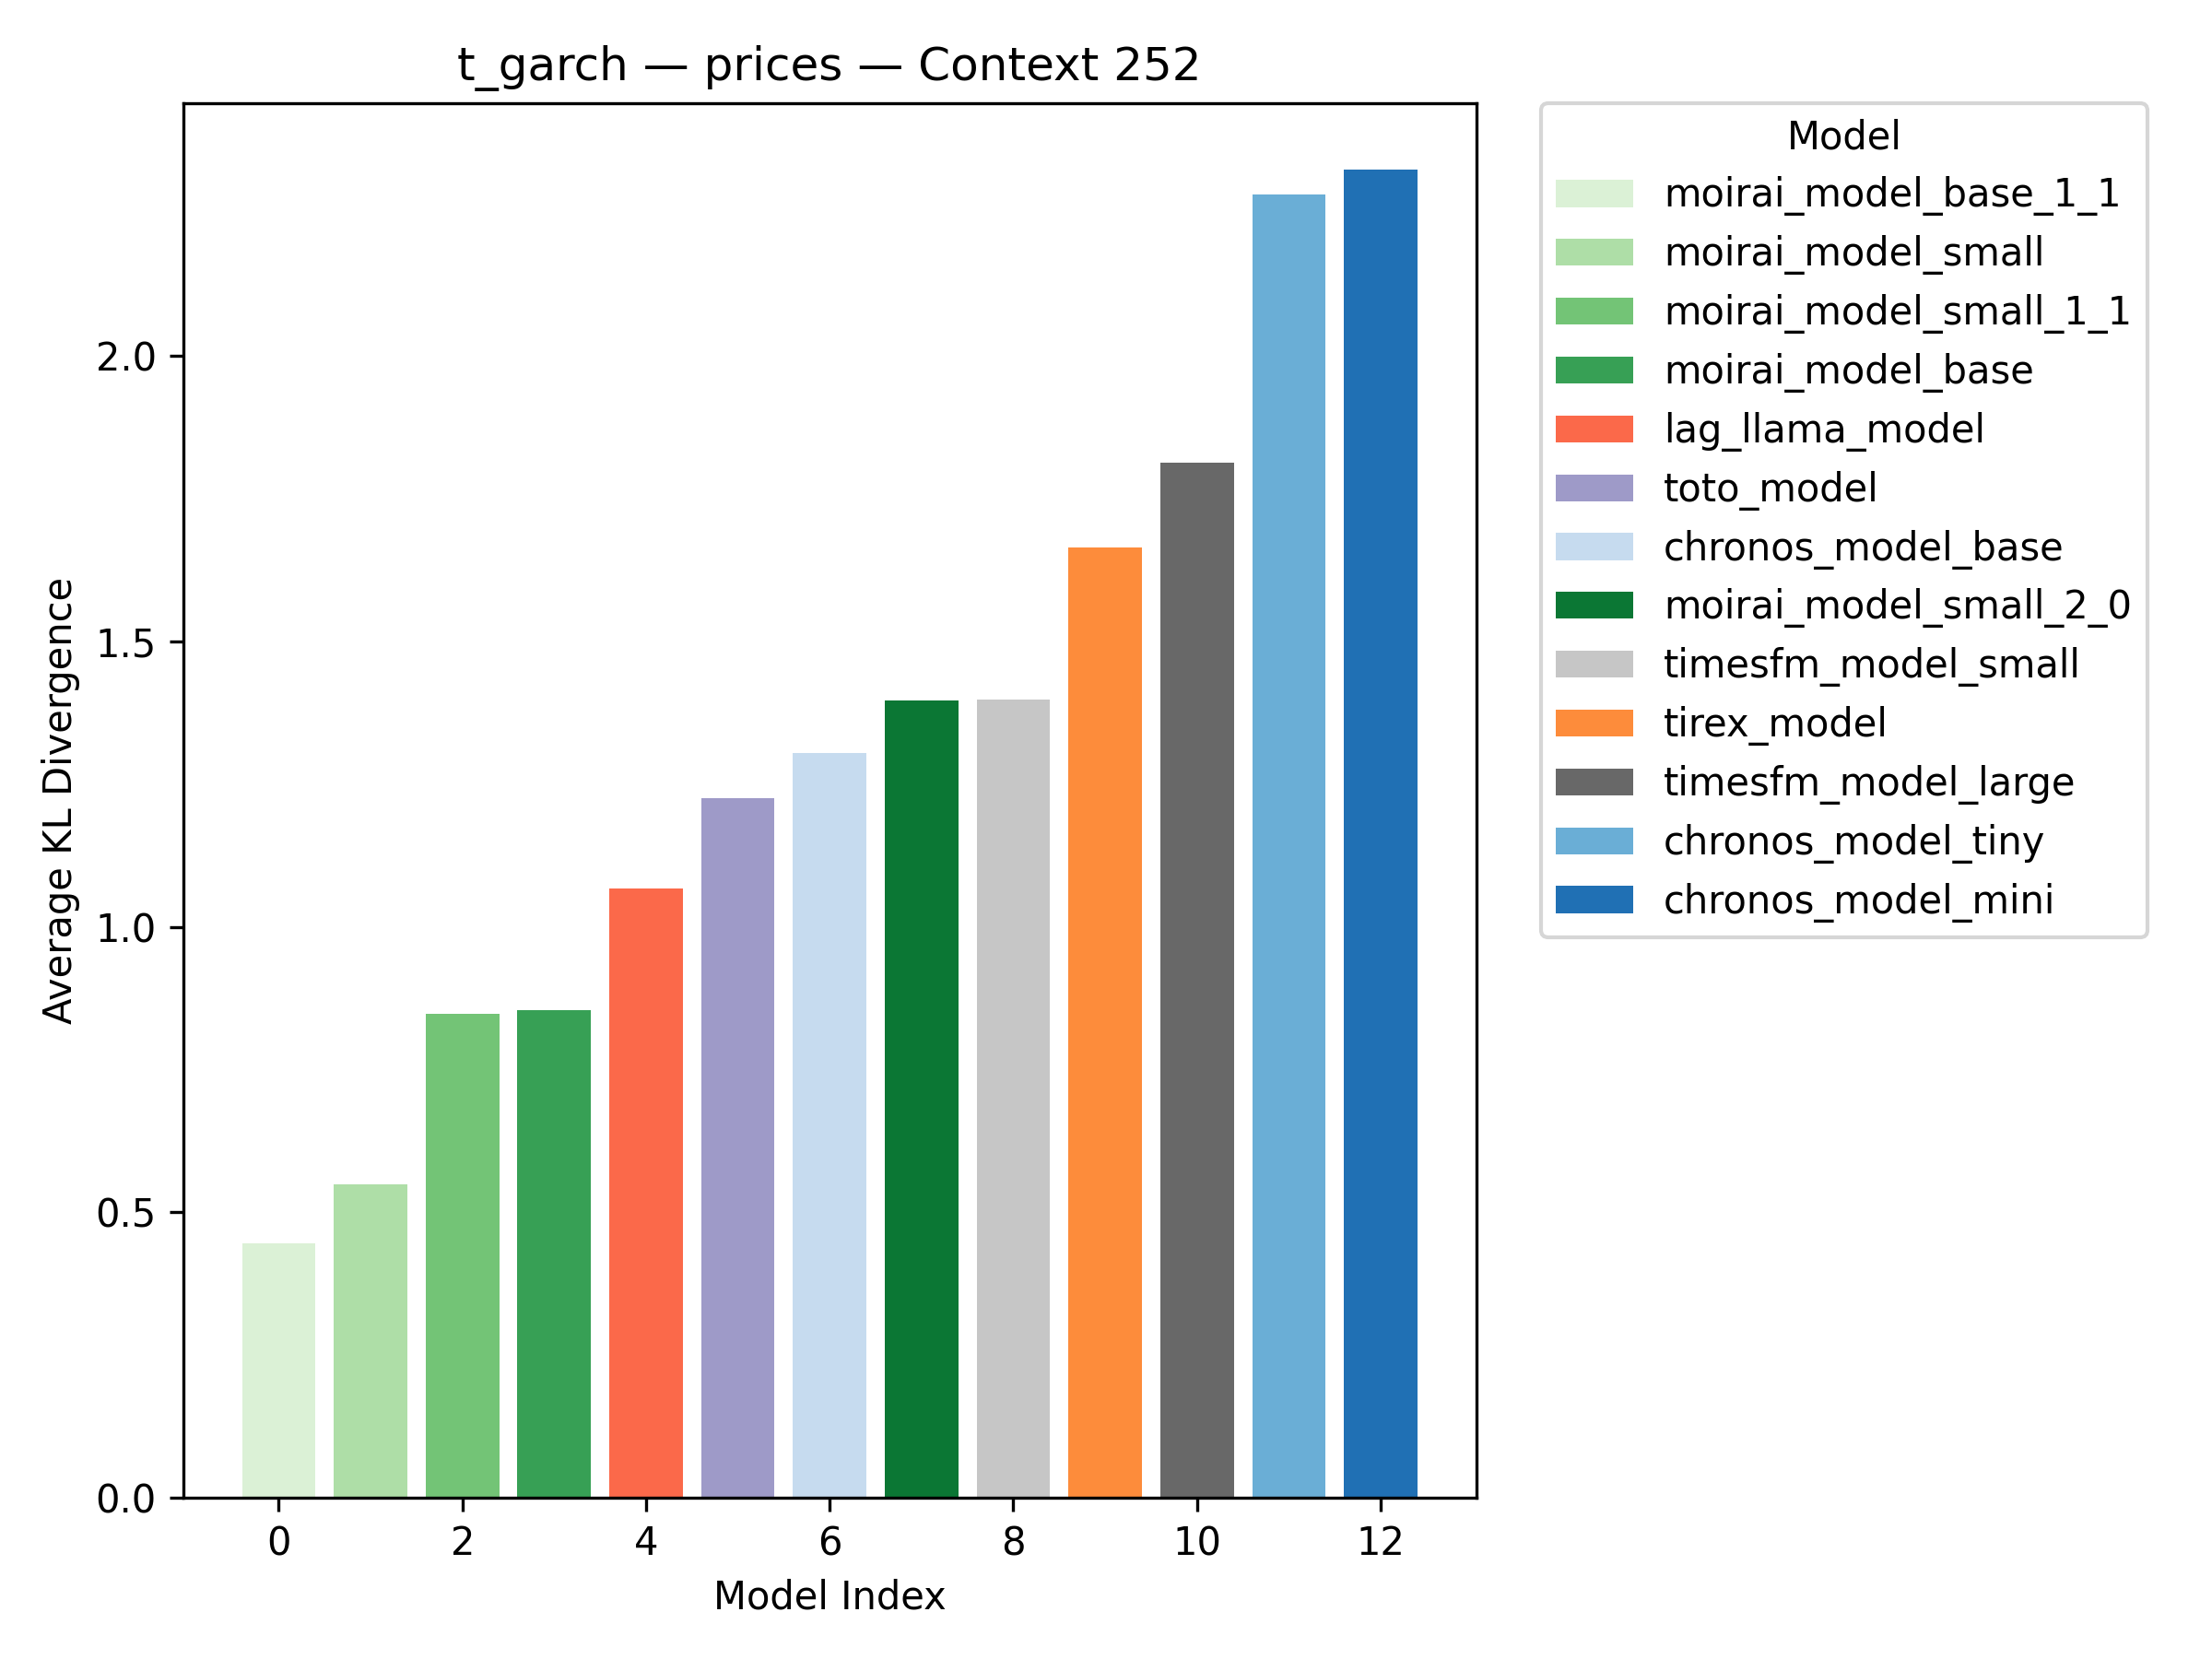 t_garch — prices — Context 252
Average KL Divergence
2.0
1.5
1.0
0.5
0.0
0 2 4 6 8 10 12
Model Index
Model
moirai_model_base_1_1
moirai_model_small
moirai_model_small_1_1
moirai_model_base
lag_llama_model
toto_model
chronos_model_base
moirai_model_small_2_0
timesfm_model_small
tirex_model
timesfm_model_large
chronos_model_tiny
chronos_model_mini